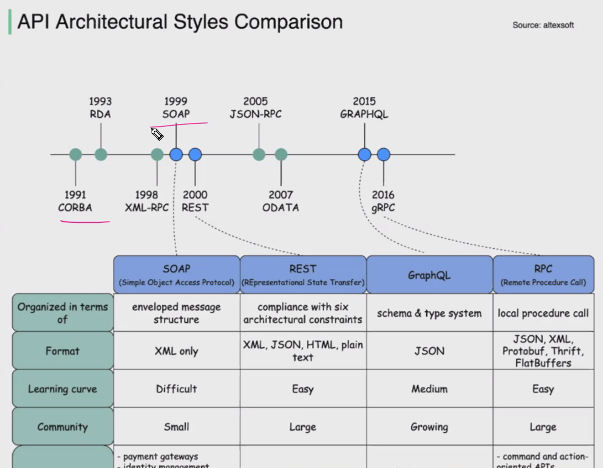 API Architectural Styles Comparison
Source: altexsoft
1993
RDA
1999
SOAP
2005
JSON-RPC
2015
GRAPHQL
1991
CORBA
1998
XML-RPC
2000
REST
2007
ODATA
2016
gRPC
SOAP
(Simple Object Access Protocol)
REST
(REpresentational State Transfer)
GraphQL
RPC
(Remote Procedure Call)
Organized in terms
of
enveloped message
structure
compliance with six
architectural constraints
schema & type system
local procedure call
Format
XML only
XML, JSON, HTML, plain
text
JSON
JSON, XML,
Protobuf, Thrift,
FlatBuffers
Learning curve
Difficult
Easy
Medium
Easy
Community
Small
Large
Growing
Large
- payment gateways
- identity management
- command and action-
oriented APIs